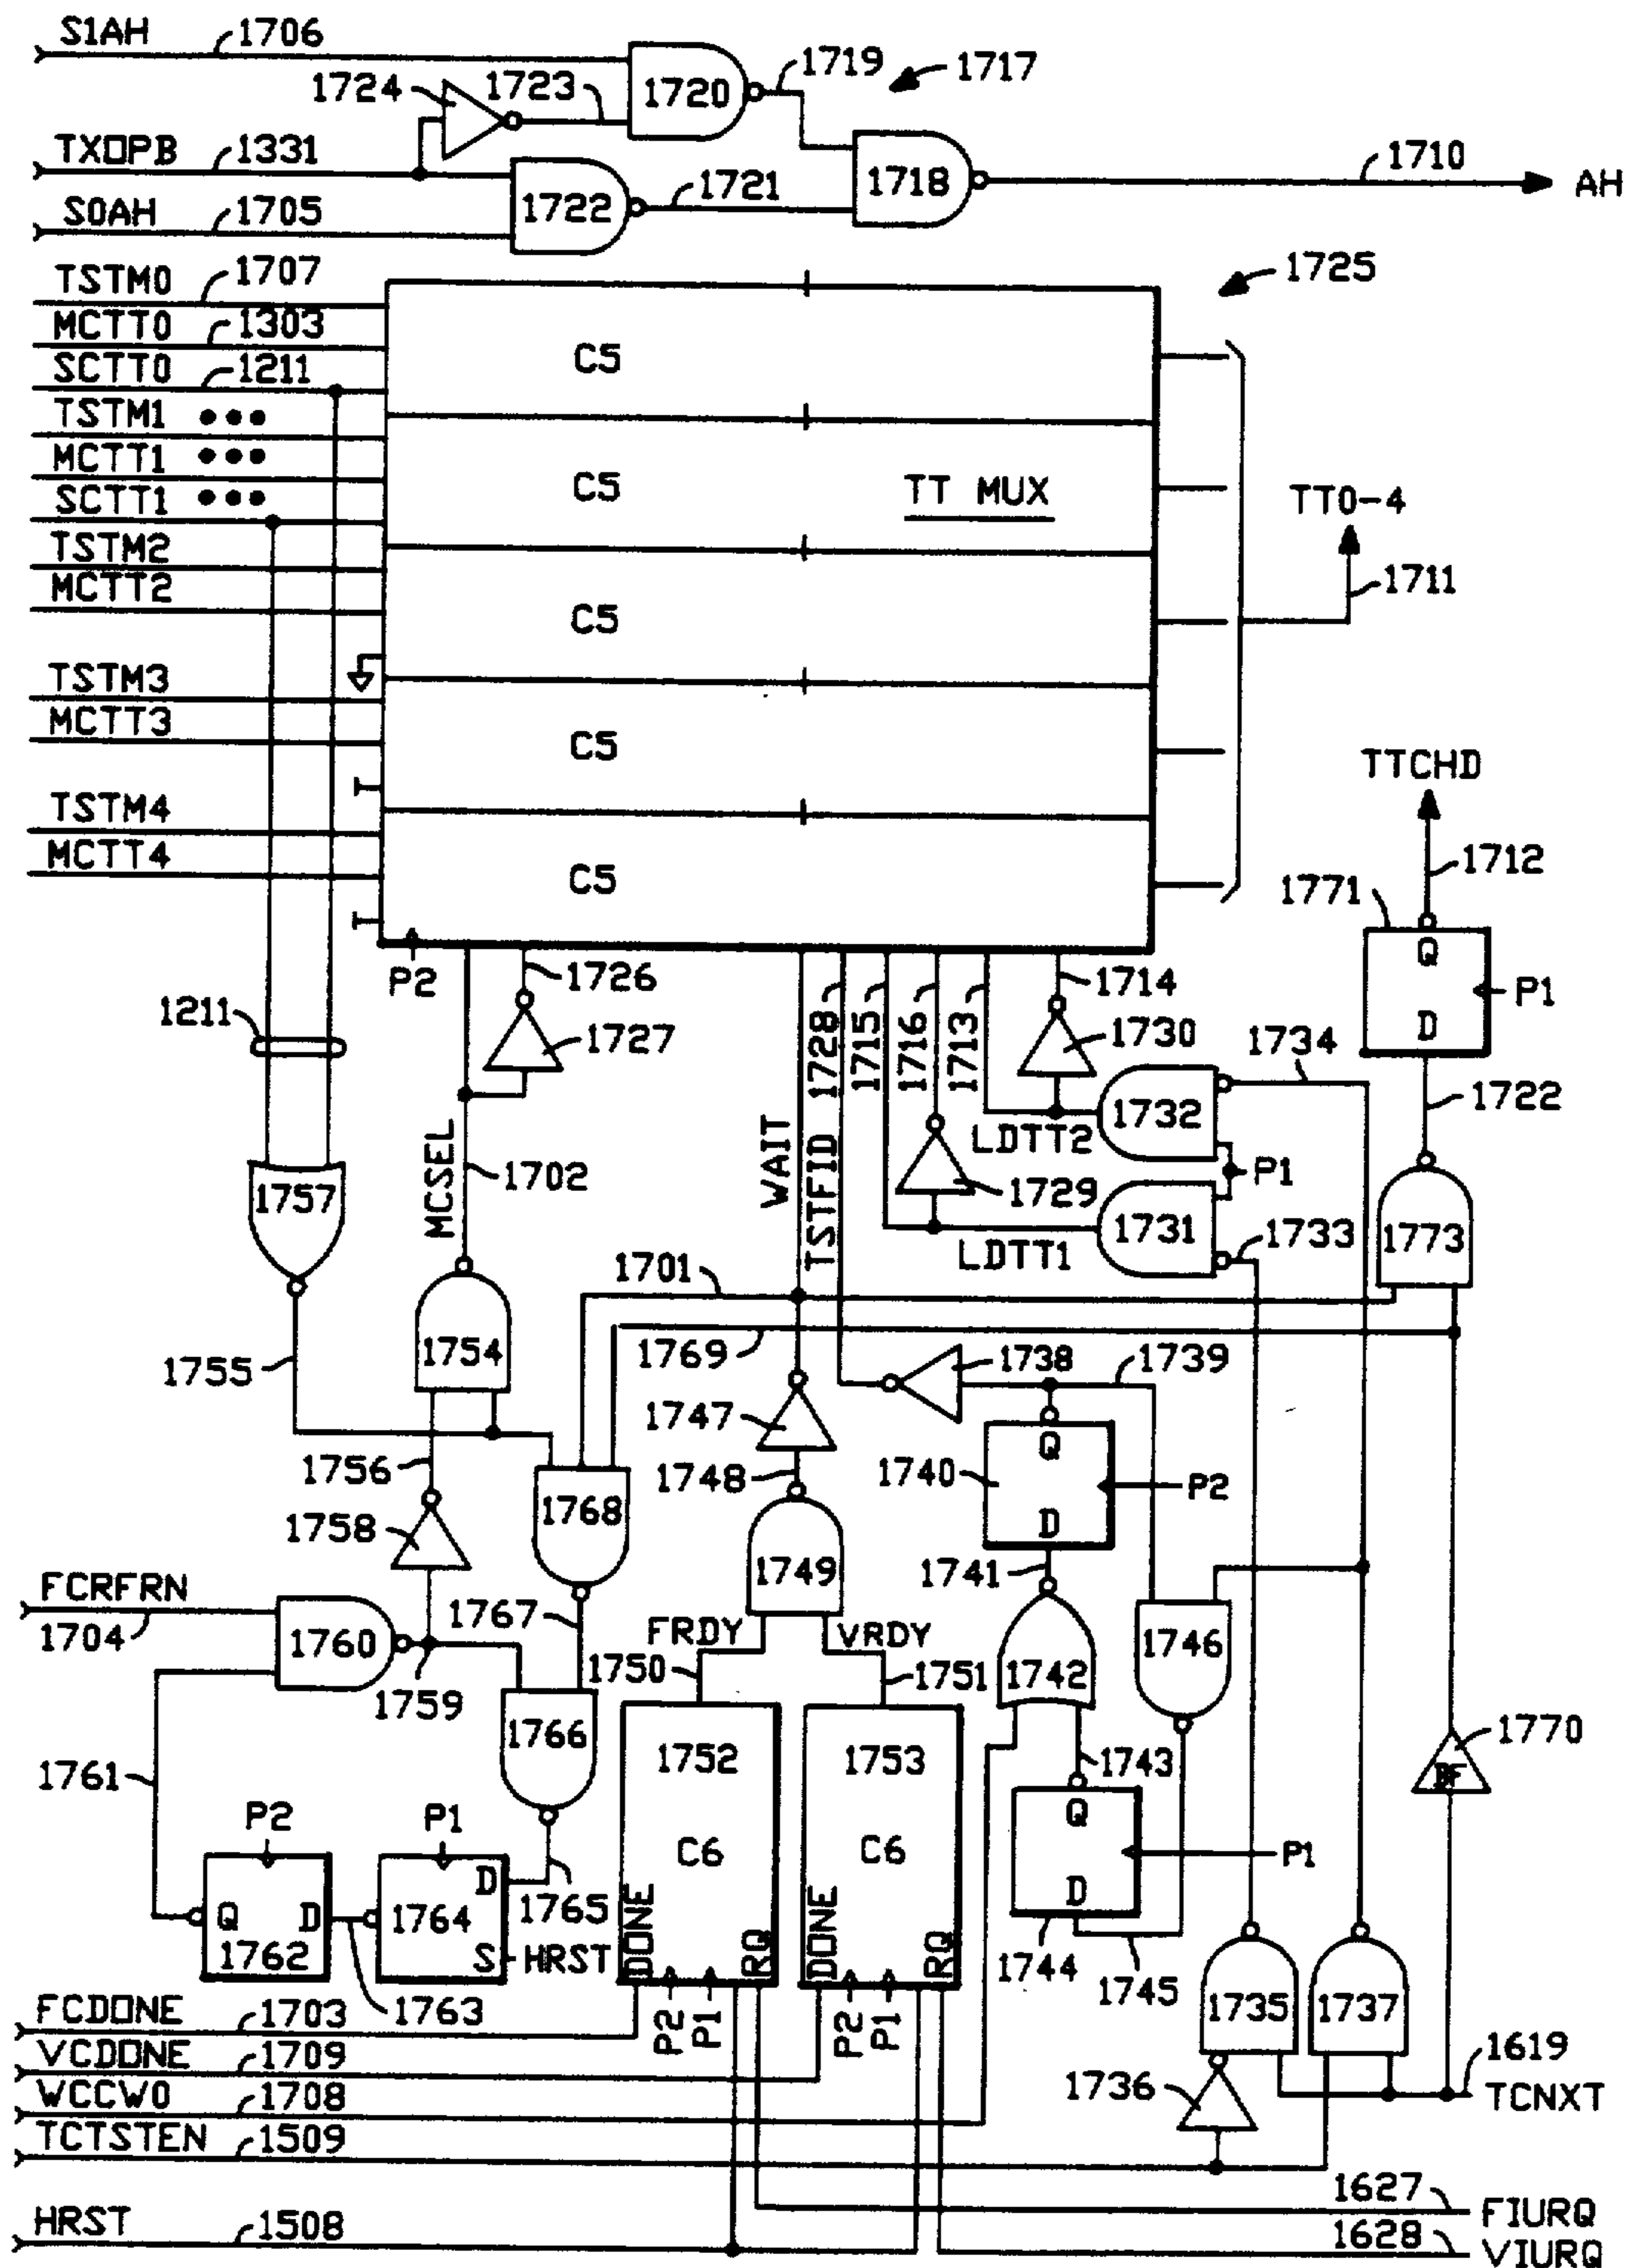 S1AH 1706
1724 1723 1720 1719 1717
TXOPB 1331
1722 1721 1718 1710 AH
S0AH 1705
TSTM0 1707 1725
MCTT0 1303
SCTT0 1211
C5
TSTM1 •••
MCTT1 •••
SCTT1 •••
C5 TT MUX
TT0-4
TSTM2
MCTT2
C5
1711
TSTM3
MCTT3
C5
TTCHD
TSTM4
MCTT4
C5
1712
1771
P2
1726
1714
Q
P1
D
1211
1727
1728
1715
1716
1713
1730
1734
1732
1722
LDTT2
MCSEL
1702
WAIT
TSTFID
1729
P1
1757
1731
1733
1773
LDTT1
1701
1754
1769
1738
1739
1755
1747
Q
1740
P2
D
1756
1748
1758
1768
1749
1741
FCRFRN
1704
1760
1767
FRDY
VRDY
1746
1742
1759
1750
1751
1766
1752
1753
1743
1770
BF
1761
P2
P1
C6
C6
Q
P1
D
Q D
1762
1764
D
S
1765
HRST
DONE
RQ
DONE
RQ
1744
1745
1763
1735
1737
FCDONE 1703
P2
P1
P2
P1
VCDONE 1709
1619
WCCW0 1708
1736
TCNXT
TCTSTEN 1509
1627
FIURQ
HRST 1508
1628
VIURQ